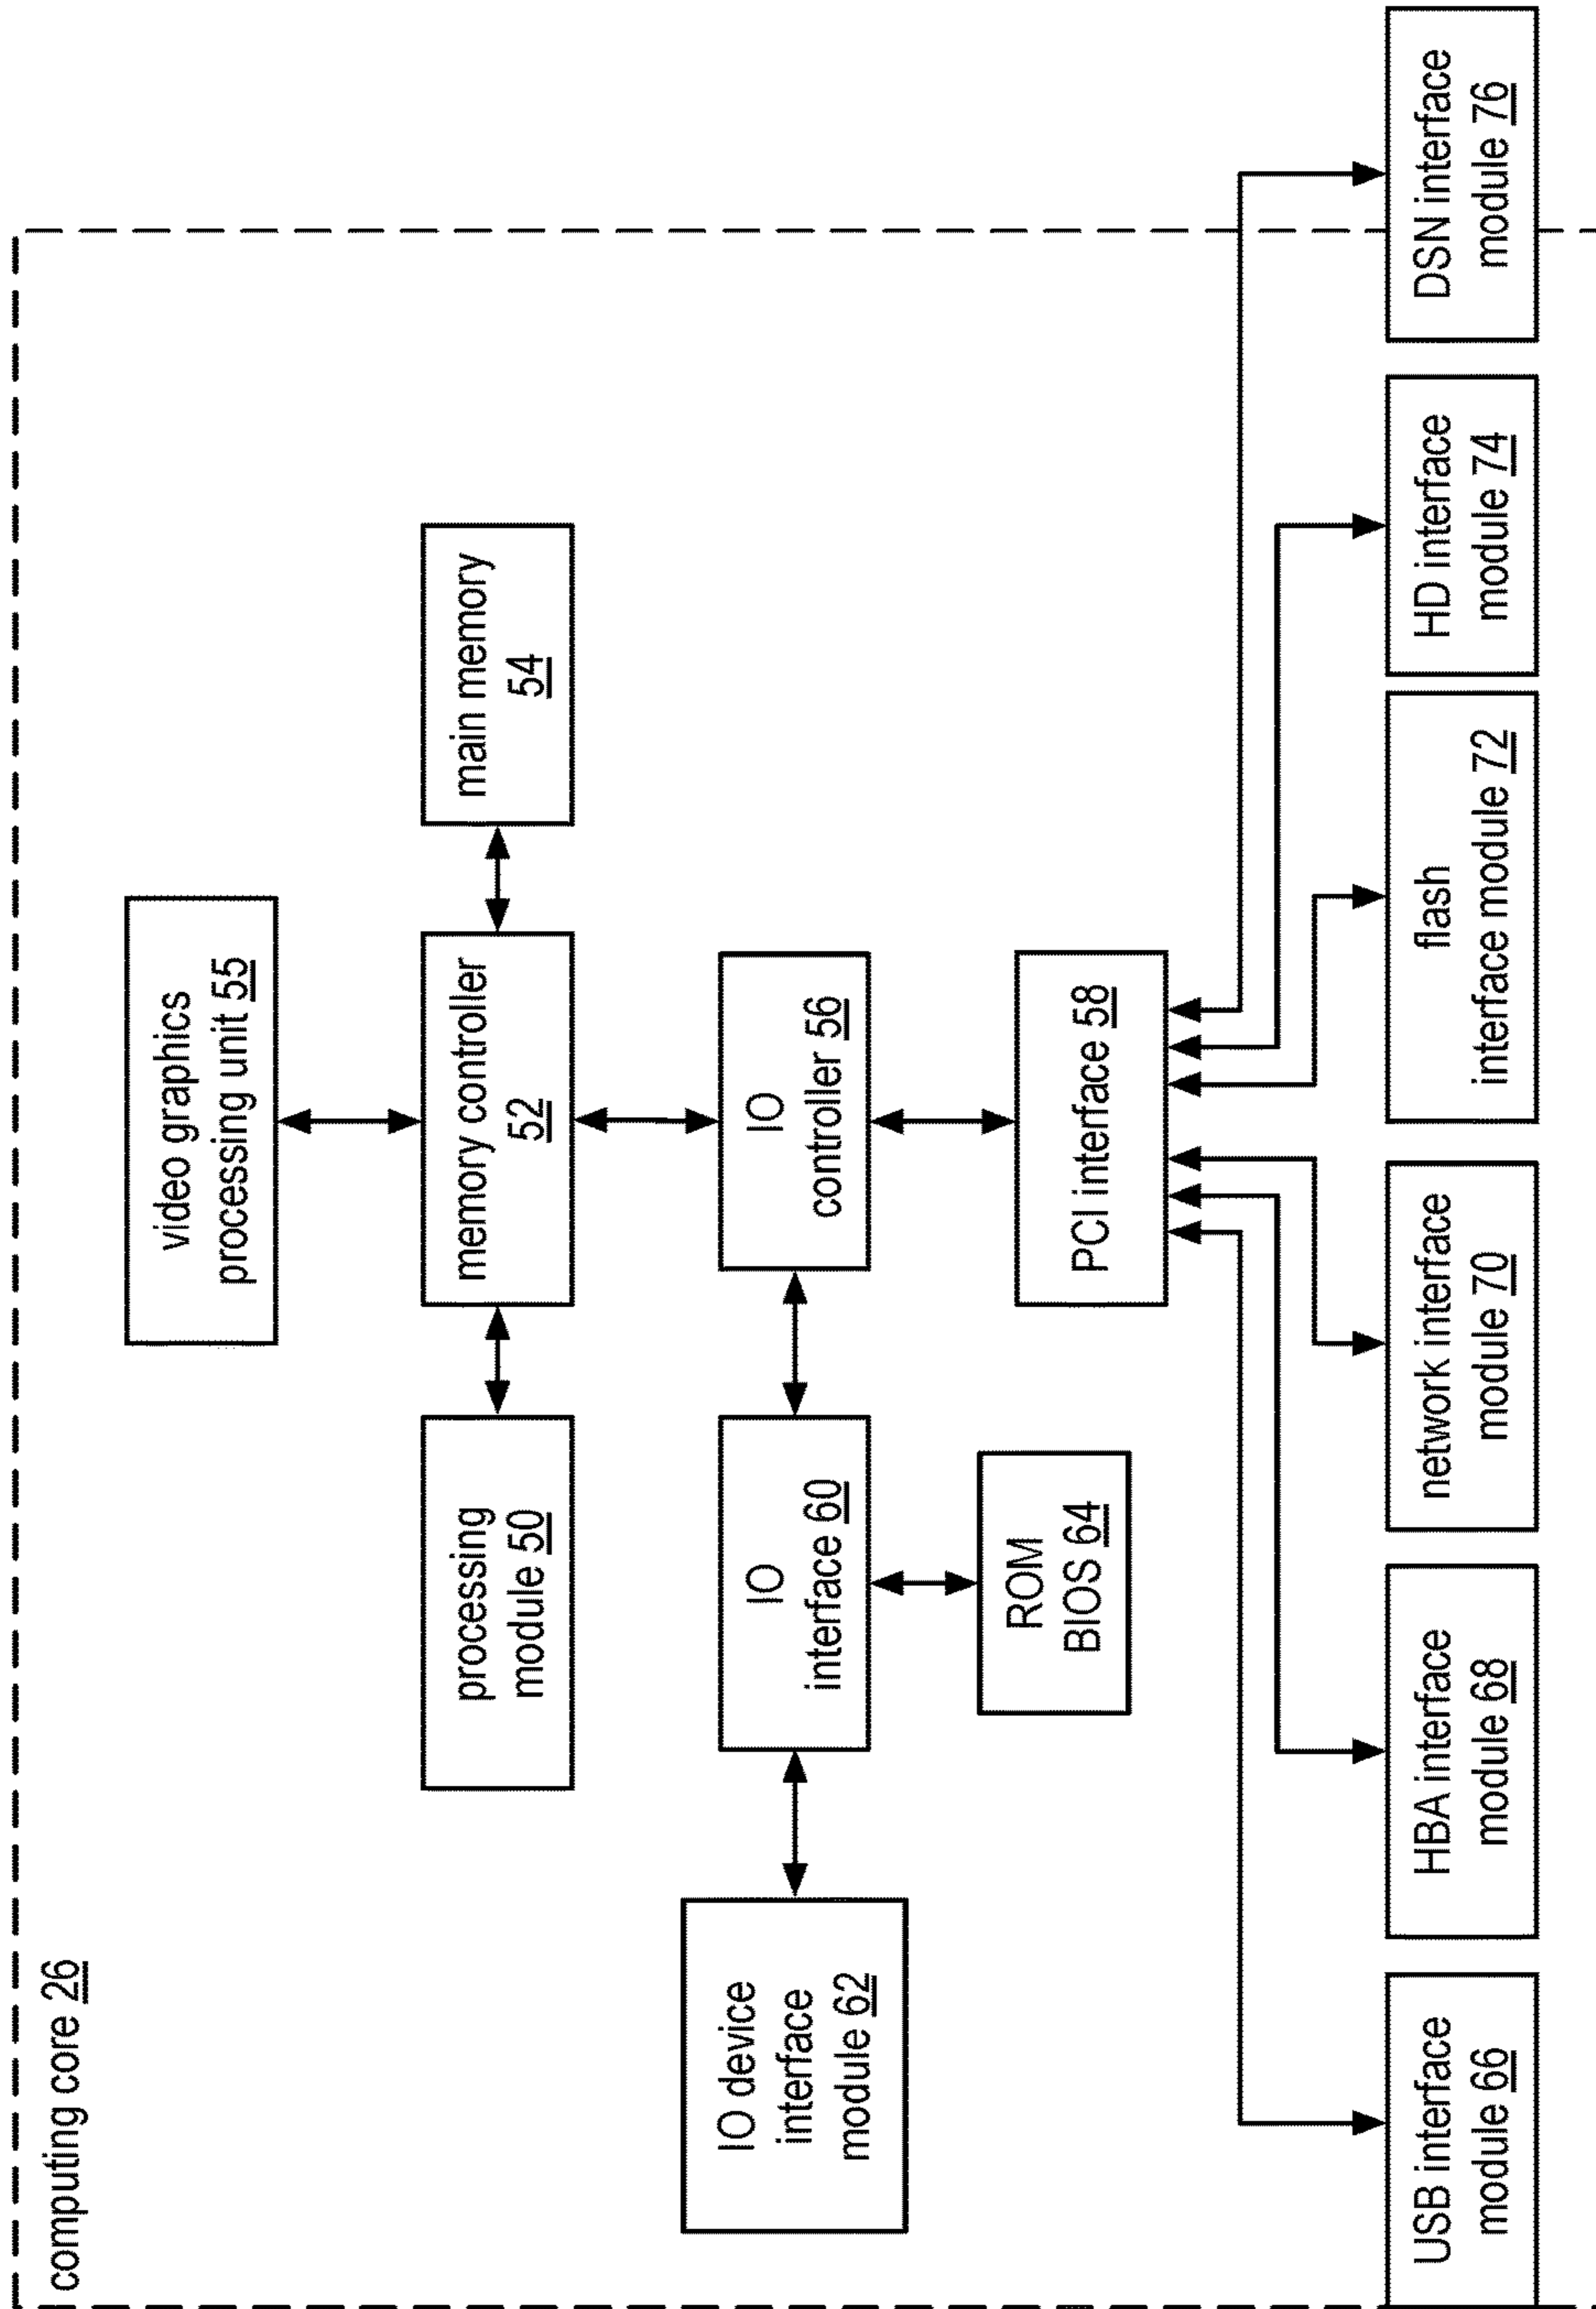 computing core 26
video graphics
processing unit 55
processing
module 50
memory controller
52
main memory
54
IO device
interface
module 62
IO
interface 60
IO
controller 56
ROM
BIOS 64
PCI interface 58
USB interface
module 66
HBA interface
module 68
network interface
module 70
flash
interface module 72
HD interface
module 74
DSN interface
module 76